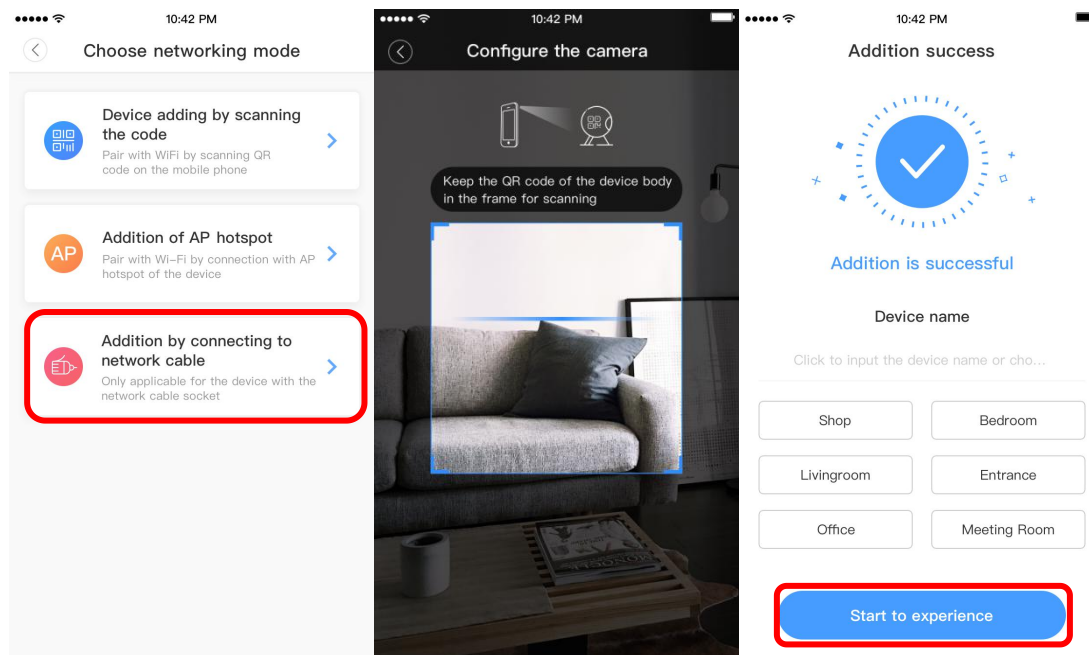 10:42 PM
Choose networking mode
Device adding by scanning
the code
Pair with WiFi by scanning QR
code on the mobile phone
AP
Addition of AP hotspot
Pair with Wi-Fi by connection with AP
hotspot of the device
Addition by connecting to
network cable
Only applicable for the device with the
network cable socket
10:42 PM
Configure the camera
Keep the QR code of the device body
in the frame for scanning
10:42 PM
Addition success
Addition is successful
Device name
Click to input the device name or cho...
Shop
Bedroom
Livingroom
Entrance
Office
Meeting Room
Start to experience